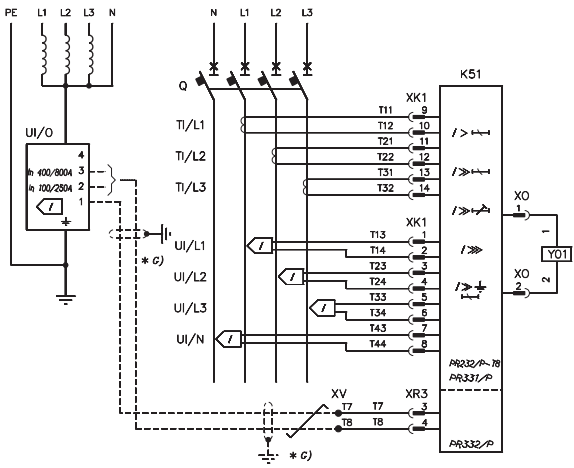 PE L1 L2 L3 N
N L1 L2 L3
Q
K51
UI/O
4
In 400/800A 3
In 100/250A 2
I 1
* G)
XK1
TI/L1 T11 9
T12 10
TI/L2 T21 11
T22 12
TI/L3 T31 13
T32 14
XK1
UI/L1 I T13 1
T14 2
UI/L2 I T23 3
T24 4
UI/L3 I T33 5
T34 6
UI/N I T43 7
T44 8
I>
I>>
I>>
I>>>
I>>
XO
1
1
YO1
2
XO
2
PR232/P-T8
PR331/P
XV XR3
T7 T7 3
T8 T8 4
* G)
PR332/P